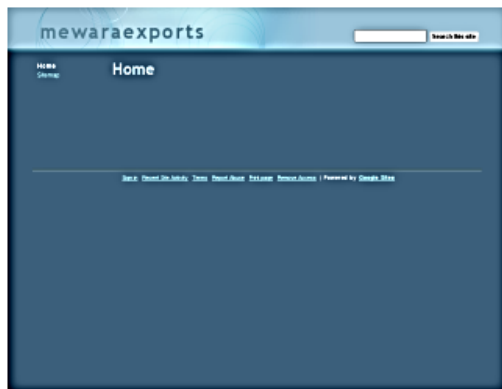 mewaraexports
Search this site
Home
Sitemap
Home
Sign in Recent Site Activity Terms Report Abuse Print page Remove Access | Powered by Google Sites